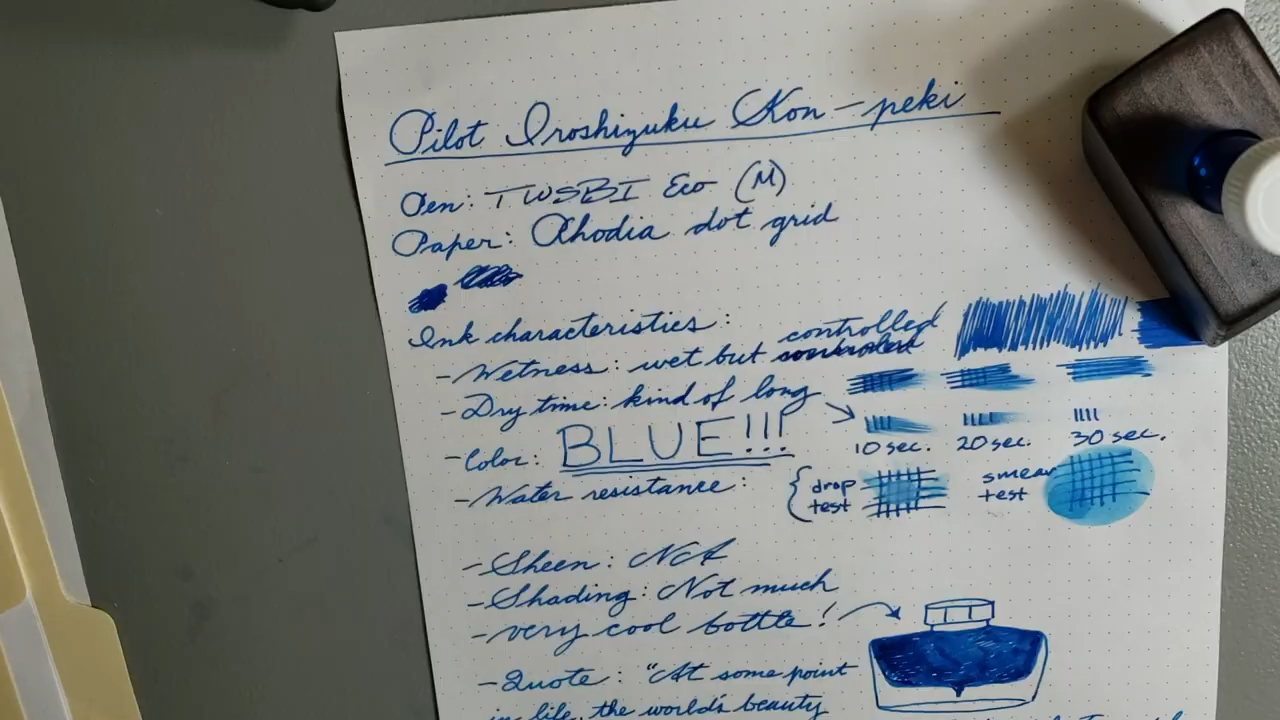 Pilot Iroshizuku Kon-peki
Pen: TWSBI Eco (M)
Paper: Rhodia dot grid
Ink characteristics:
-Wetness: wet but controlled
-Dry time: kind of long
10 sec. 20 sec. 30 sec.
-Color: BLUE!!!
-Water resistance:
drop test
smear test
-Sheen: NA
-Shading: Not much
-very cool bottle!
-Quote: "At some point
in life, the world's beauty